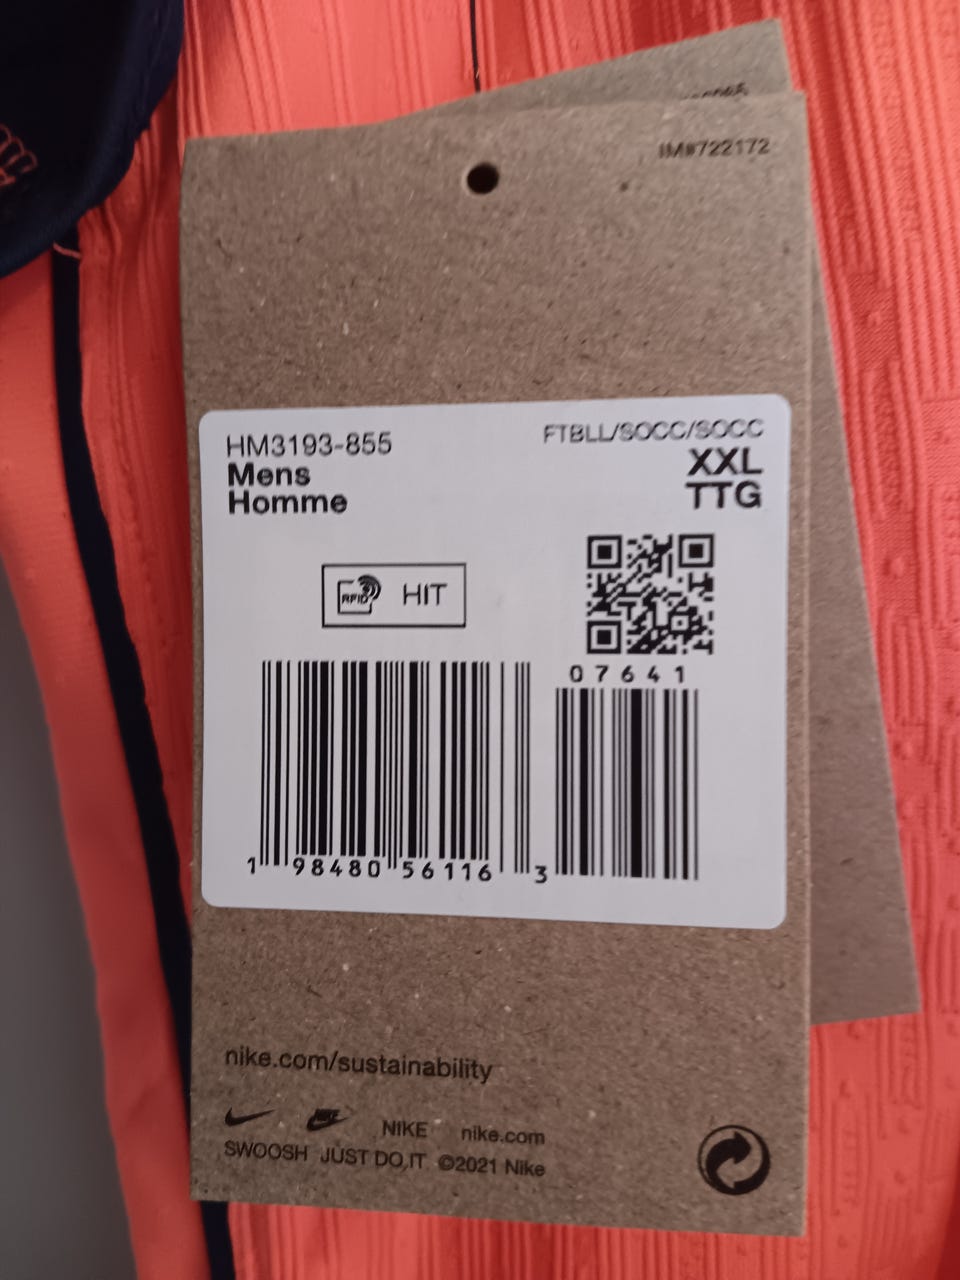 IM#722172
HM3193-855
FTBLL/SOCC/SOCC
Mens
XXL
Homme
TTG
RFID HIT
07641
1 98480 56116 3
nike.com/sustainability
NIKE nike.com
SWOOSH JUST DO IT ©2021 Nike